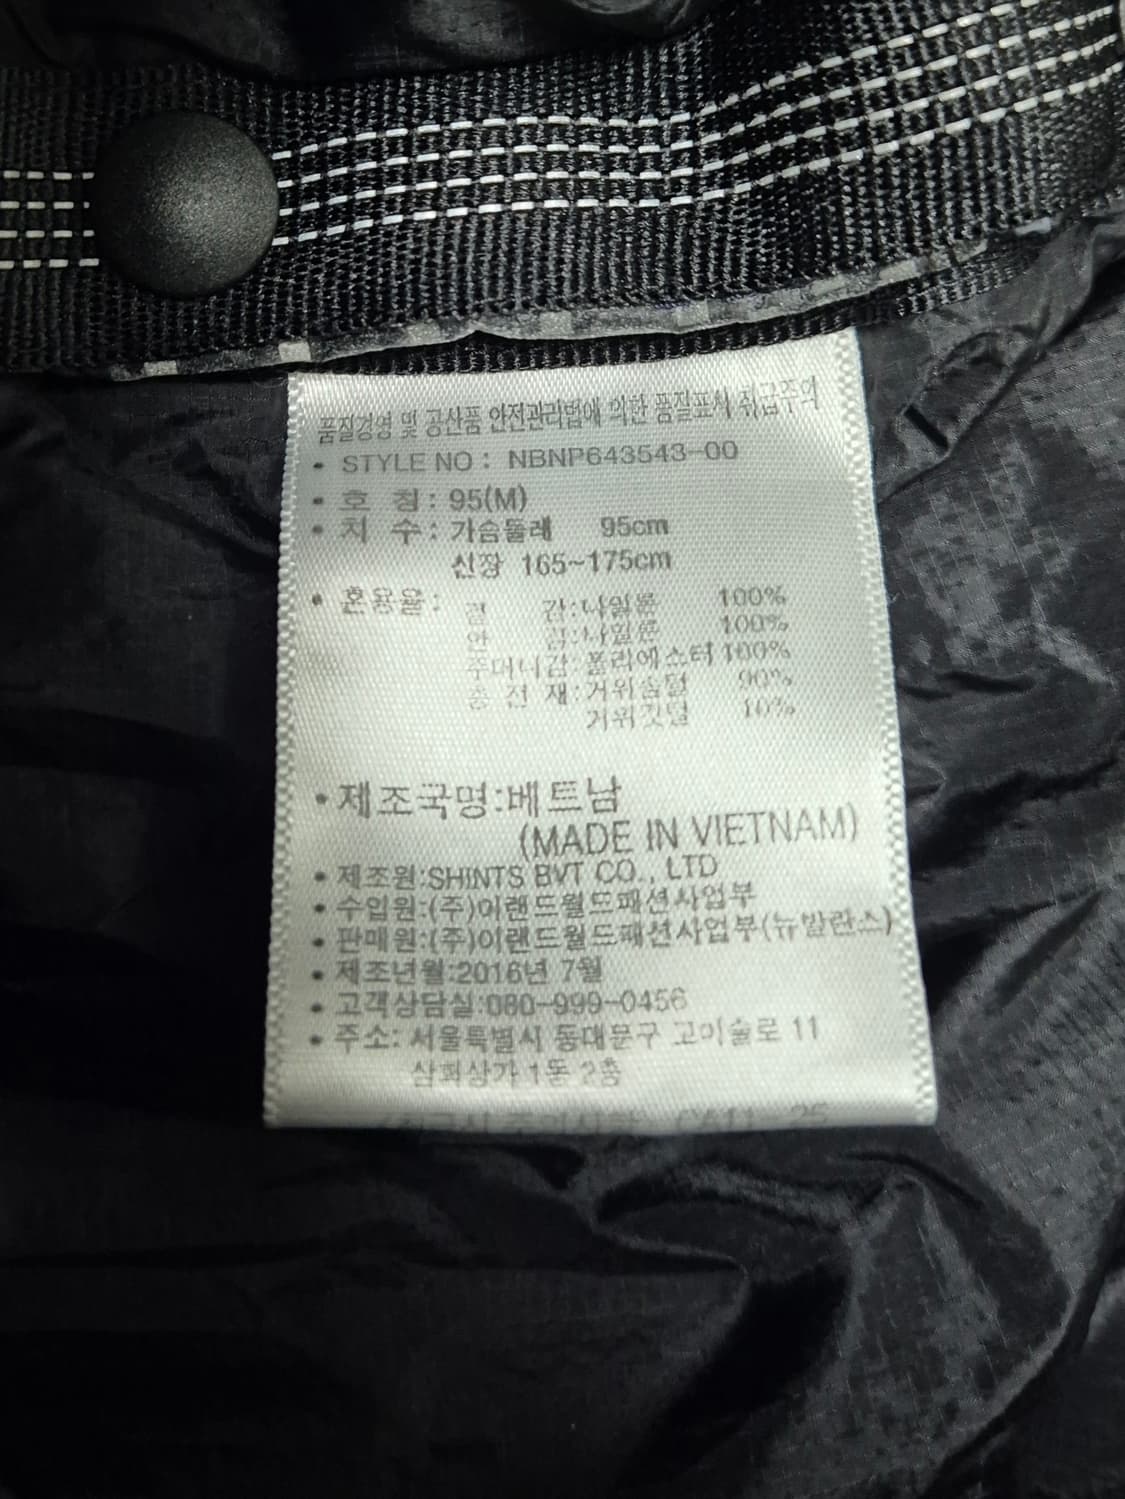 품질경영 및 공산품 안전관리법에 의한 품질표시 취급주의
• STYLE NO : NBNP643543-00
• 호 칭 : 95(M)
• 치 수 : 가슴둘레 95cm
신장 165~175cm
• 혼용율 : 겉 감:나일론 100%
안 감:나일론 100%
주머니감:폴리에스터 100%
충 전 재:거위솜털 90%
거위깃털 10%
• 제조국명:베트남
(MADE IN VIETNAM)
• 제조원:SHINTS BVT CO., LTD
• 수입원:(주)이랜드월드패션사업부
• 판매원:(주)이랜드월드패션사업부(뉴발란스)
• 제조년월:2016년 7월
• 고객상담실:080-999-0456
• 주소: 서울특별시 동대문구 고미술로 11
삼희상가 1동 2층